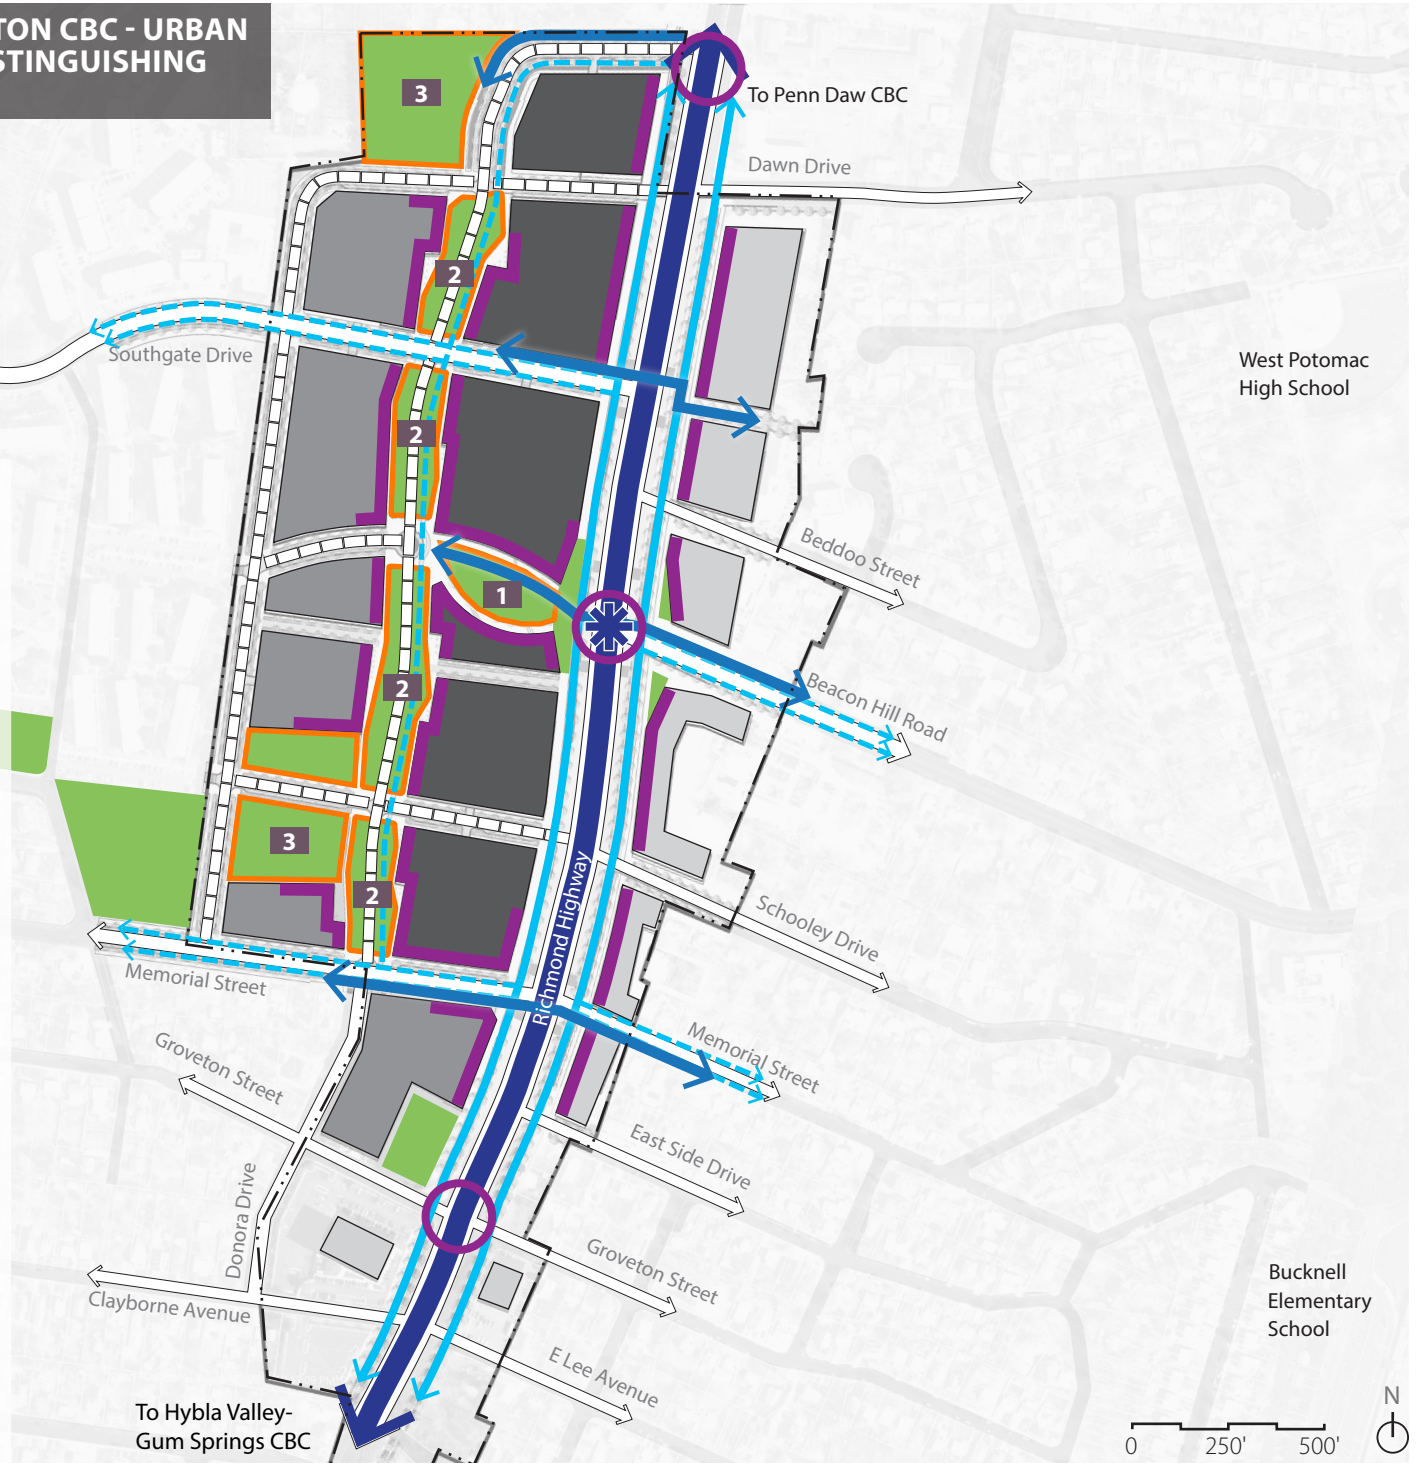 TON CBC - URBAN
STINGUISHING
3
To Penn Daw CBC
Dawn Drive
2
Southgate Drive
West Potomac
High School
2
Beddoo Street
1
Beacon Hill Road
2
3
2
Richmond Highway
Schooley Drive
Memorial Street
Memorial Street
Groveton Street
East Side Drive
Donora Drive
Groveton Street
Clayborne Avenue
Bucknell
Elementary
School
E Lee Avenue
To Hybla Valley-
Gum Springs CBC
N
0 250' 500'